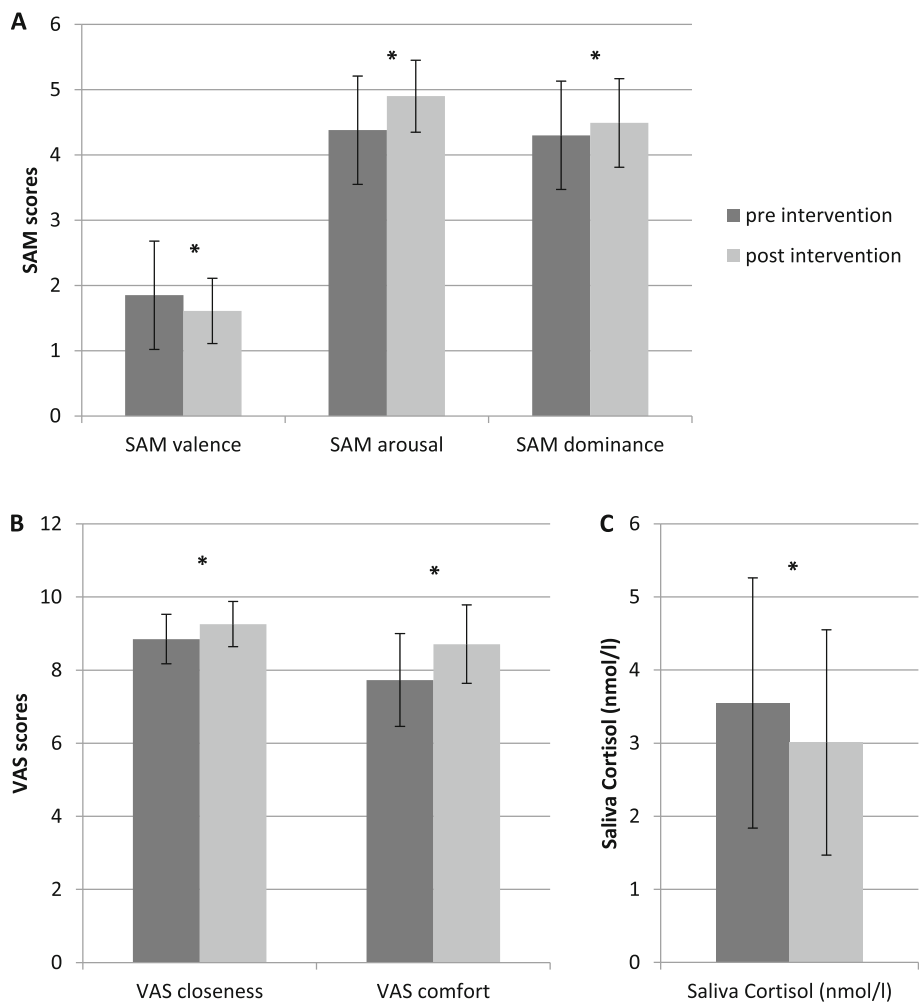 A
6
5
4
3
2
1
0
SAM scores
*
*
*
SAM valence
SAM arousal
SAM dominance
pre intervention
post intervention
B
12
10
8
6
4
2
0
VAS scores
*
*
VAS closeness
VAS comfort
C
6
5
4
3
2
1
0
Saliva Cortisol (nmol/l)
*
Saliva Cortisol (nmol/l)